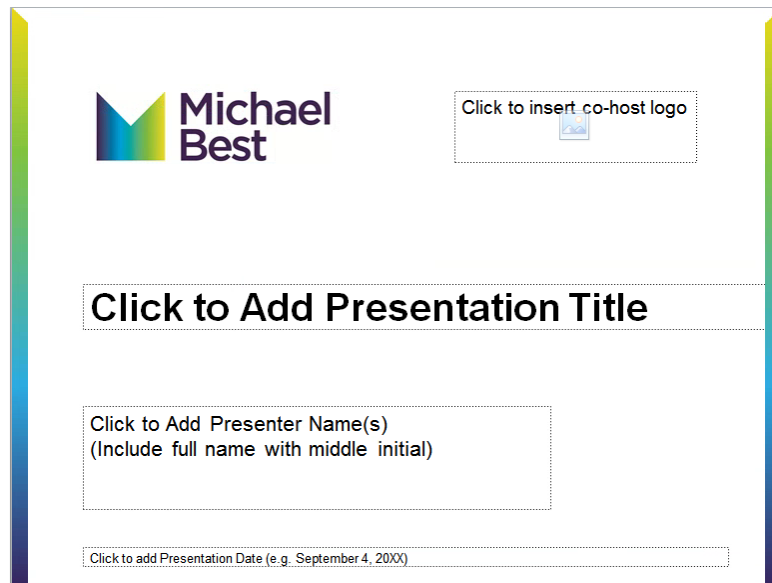 Michael
Best
Click to insert co-host logo
Click to Add Presentation Title
Click to Add Presenter Name(s)
(Include full name with middle initial)
Click to add Presentation Date (e.g. September 4, 20XX)